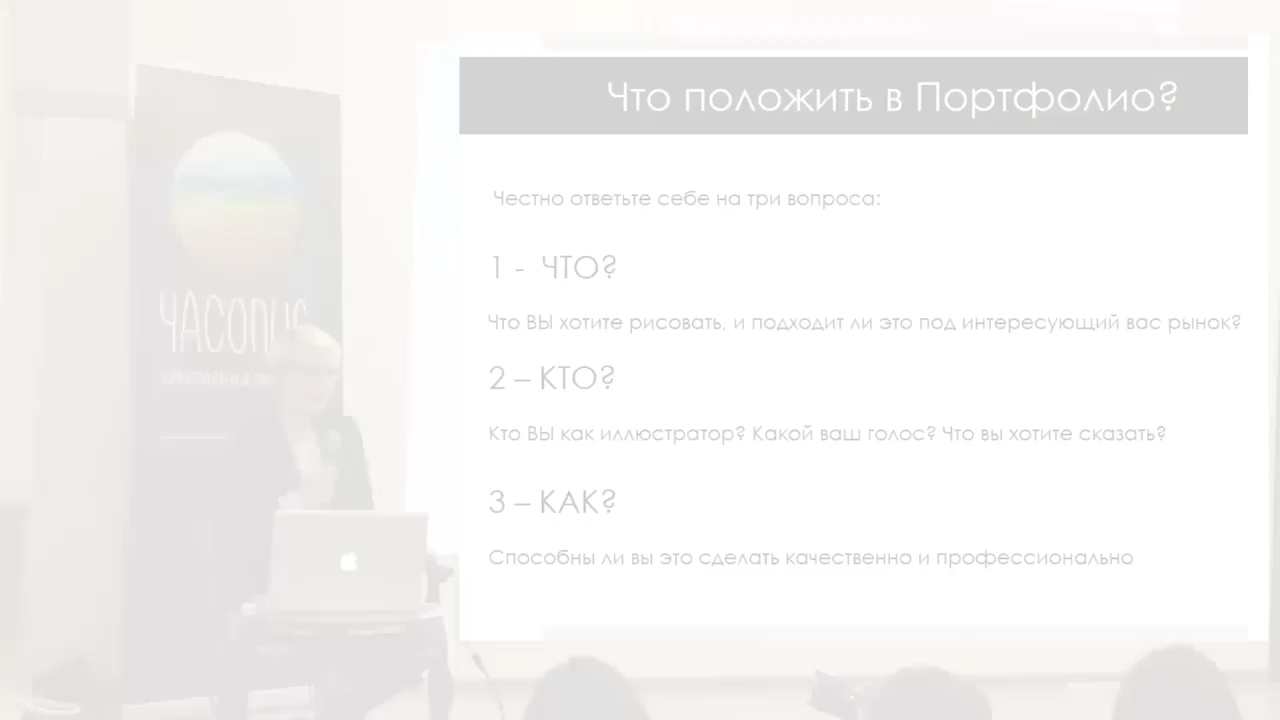 Что положить в Портфолио?
Честно ответьте себе на три вопроса:
1 - ЧТО?
Что ВЫ хотите рисовать, и подходит ли это под интересующий вас рынок?
2 – КТО?
Кто ВЫ как иллюстратор? Какой ваш голос? Что вы хотите сказать?
3 – КАК?
Способны ли вы это сделать качественно и профессионально
ЧАСОПИС